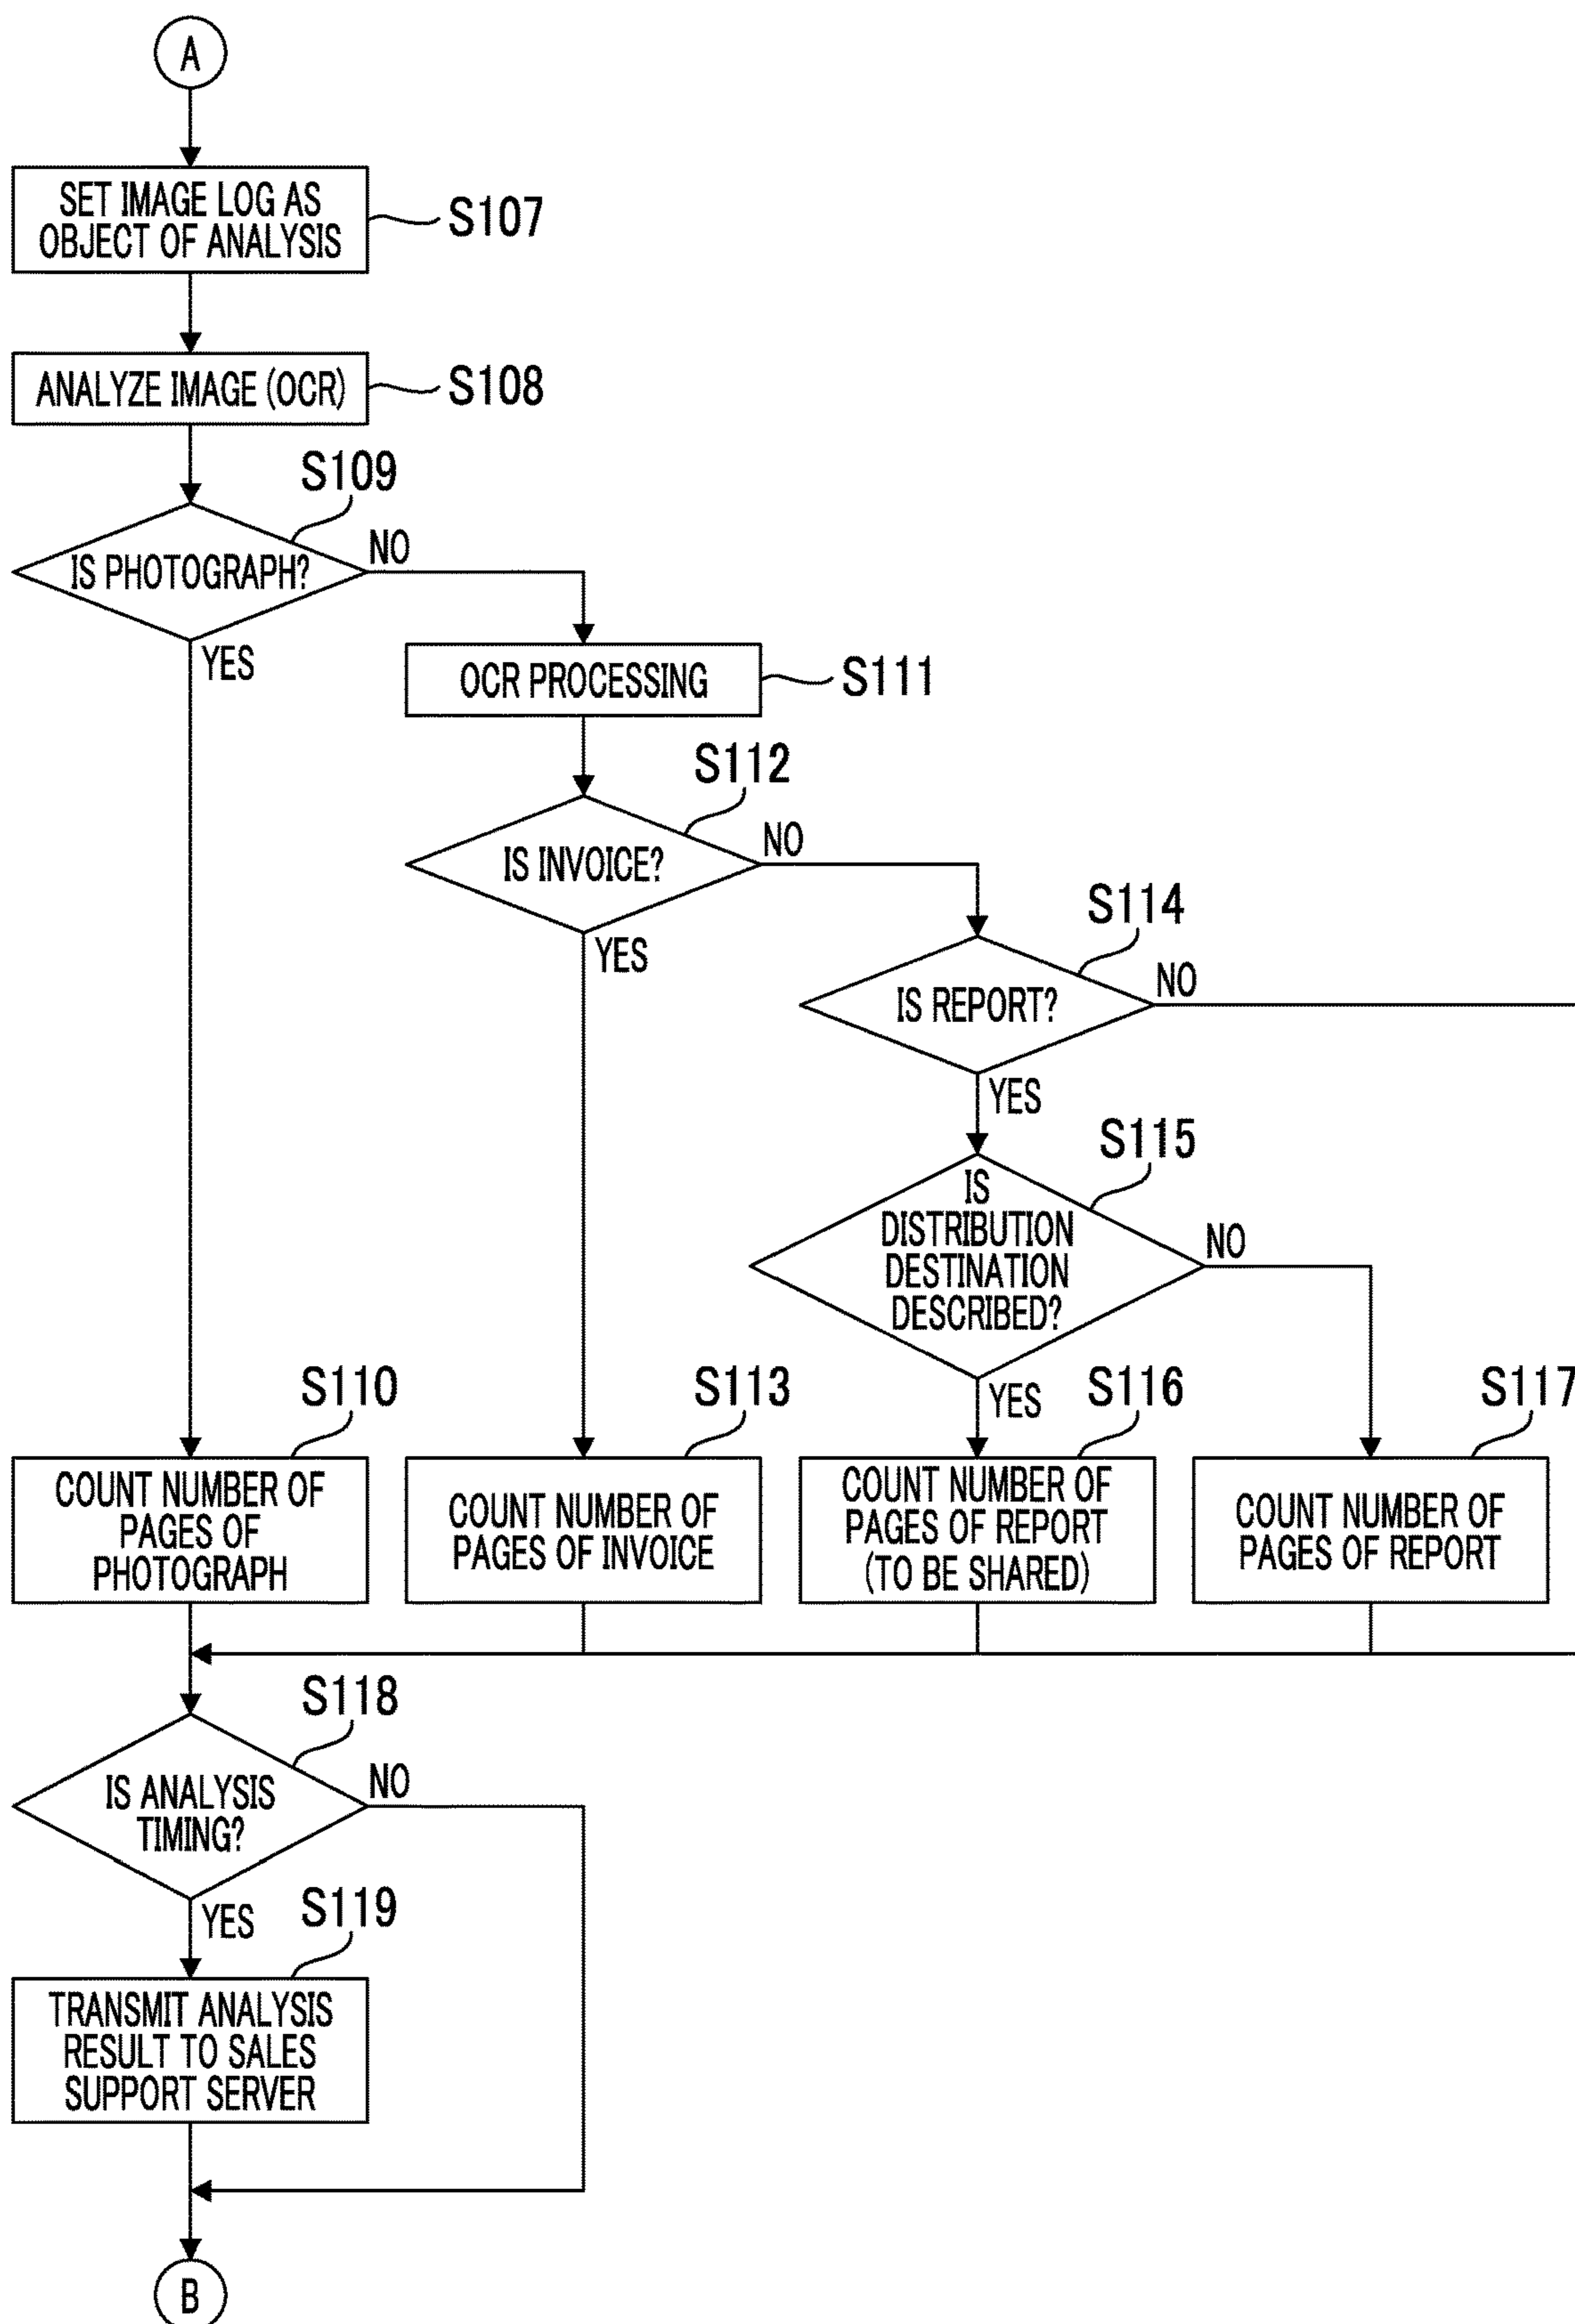 A
SET IMAGE LOG AS
OBJECT OF ANALYSIS
S107
ANALYZE IMAGE (OCR)
S108
S109
IS PHOTOGRAPH?
NO
YES
OCR PROCESSING
S111
S112
IS INVOICE?
NO
YES
S114
IS REPORT?
NO
YES
S115
IS
DISTRIBUTION
DESTINATION
DESCRIBED?
NO
YES
S110
COUNT NUMBER OF
PAGES OF
PHOTOGRAPH
S113
COUNT NUMBER OF
PAGES OF INVOICE
S116
COUNT NUMBER OF
PAGES OF REPORT
(TO BE SHARED)
S117
COUNT NUMBER OF
PAGES OF REPORT
S118
IS ANALYSIS
TIMING?
NO
YES
S119
TRANSMIT ANALYSIS
RESULT TO SALES
SUPPORT SERVER
B